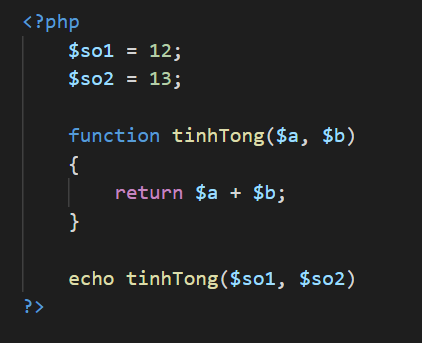 <?php
    $so1 = 12;
    $so2 = 13;

    function tinhTong($a, $b)
    {
        return $a + $b;
    }

    echo tinhTong($so1, $so2)
?>